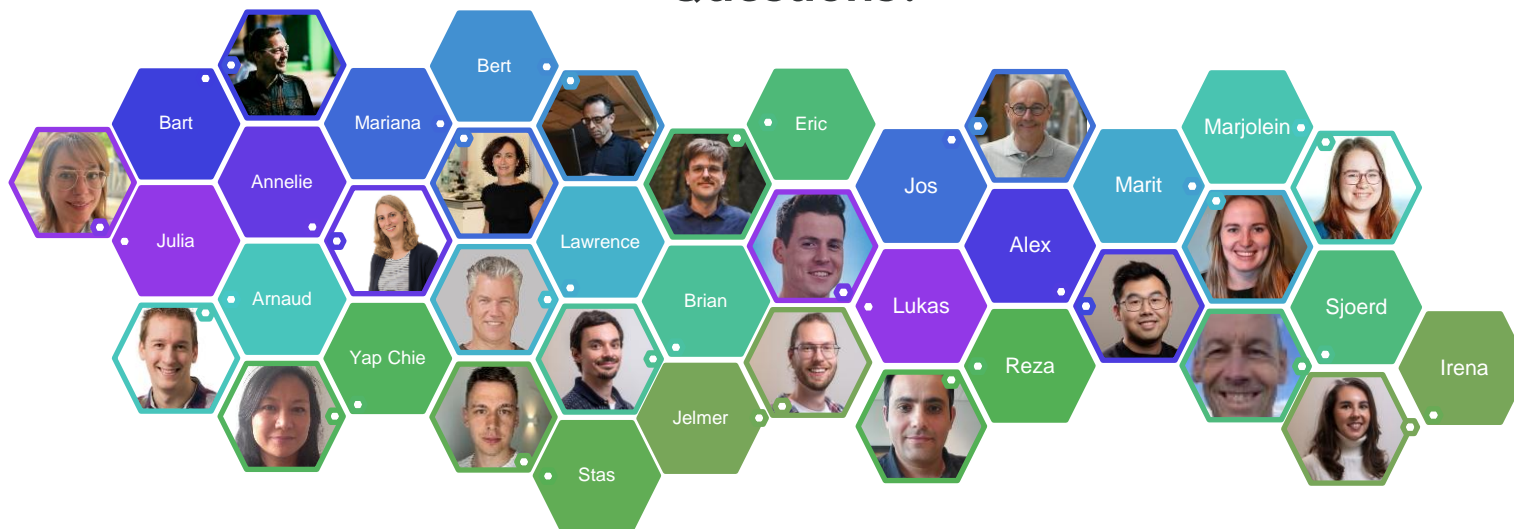 Questions?
Bert
Bart
Mariana
Eric
Marjolein
Annelie
Jos
Marit
Julia
Lawrence
Alex
Arnaud
Brian
Lukas
Sjoerd
Yap Chie
Reza
Irena
Jelmer
Stas